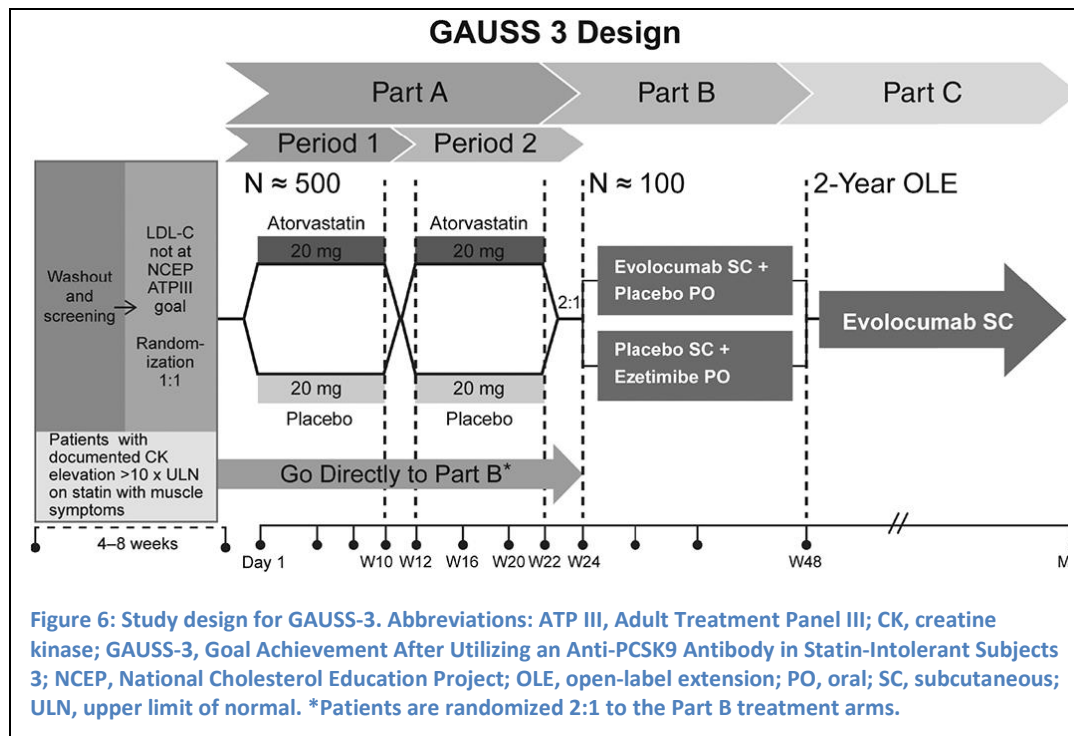 GAUSS 3 Design
Part A
Part B
Part C
Period 1
Period 2
N ≈ 500
N ≈ 100
2-Year OLE
Washout
and
screening
LDL-C
not at
NCEP
ATPIII
goal
Random-
ization
1:1
Atorvastatin
20 mg
20 mg
Placebo
Atorvastatin
20 mg
20 mg
Placebo
2:1
Evolocumab SC +
Placebo PO
Placebo SC +
Ezetimibe PO
Evolocumab SC
Patients with
documented CK
elevation >10 x ULN
on statin with muscle
symptoms
Go Directly to Part B*
4–8 weeks
Day 1
W10
W12
W16
W20
W22
W24
W48
M
Figure 6: Study design for GAUSS-3. Abbreviations: ATP III, Adult Treatment Panel III; CK, creatine
kinase; GAUSS-3, Goal Achievement After Utilizing an Anti-PCSK9 Antibody in Statin-Intolerant Subjects
3; NCEP, National Cholesterol Education Project; OLE, open-label extension; PO, oral; SC, subcutaneous;
ULN, upper limit of normal. *Patients are randomized 2:1 to the Part B treatment arms.